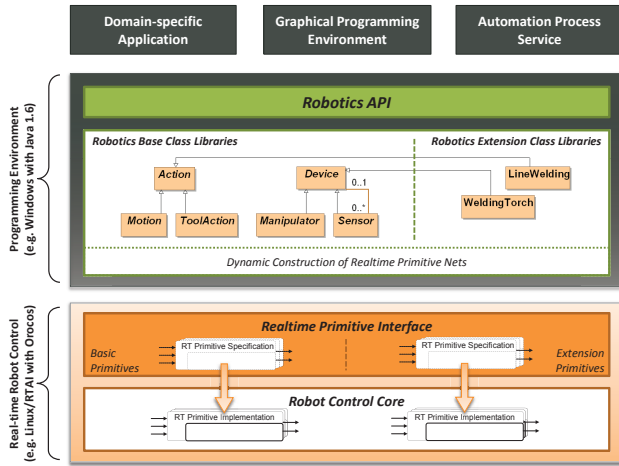 Domain-specific
Application
Graphical Programming
Environment
Automation Process
Service
Programming Environment
(e.g. Windows with Java 1.6)
Robotics API
Robotics Base Class Libraries
Robotics Extension Class Libraries
Action
Device
LineWelding
0..1
WeldingTorch
0..*
Motion
ToolAction
Manipulator
Sensor
Dynamic Construction of Realtime Primitive Nets
Real-time Robot Control
(e.g. Linux/RTAI with Orocos)
Realtime Primitive Interface
Basic
Primitives
RT Primitive Specification
RT Primitive Specification
Extension
Primitives
Robot Control Core
RT Primitive Implementation
RT Primitive Implementation